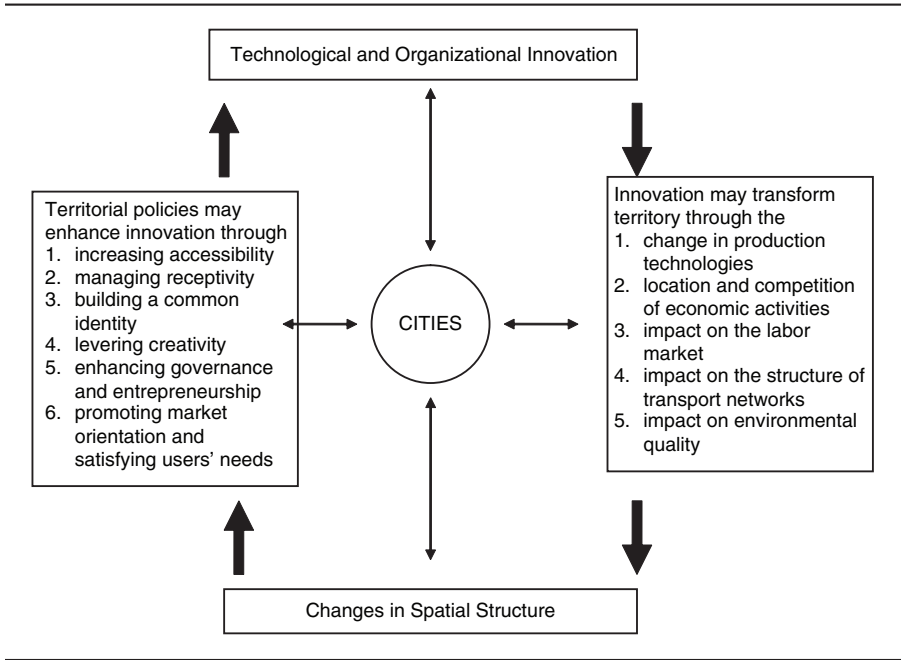 Technological and Organizational Innovation
Territorial policies may
enhance innovation through
1. increasing accessibility
2. managing receptivity
3. building a common
identity
4. levering creativity
5. enhancing governance
and entrepreneurship
6. promoting market
orientation and
satisfying users’ needs
CITIES
Innovation may transform
territory through the
1. change in production
technologies
2. location and competition
of economic activities
3. impact on the labor
market
4. impact on the structure of
transport networks
5. impact on environmental
quality
Changes in Spatial Structure